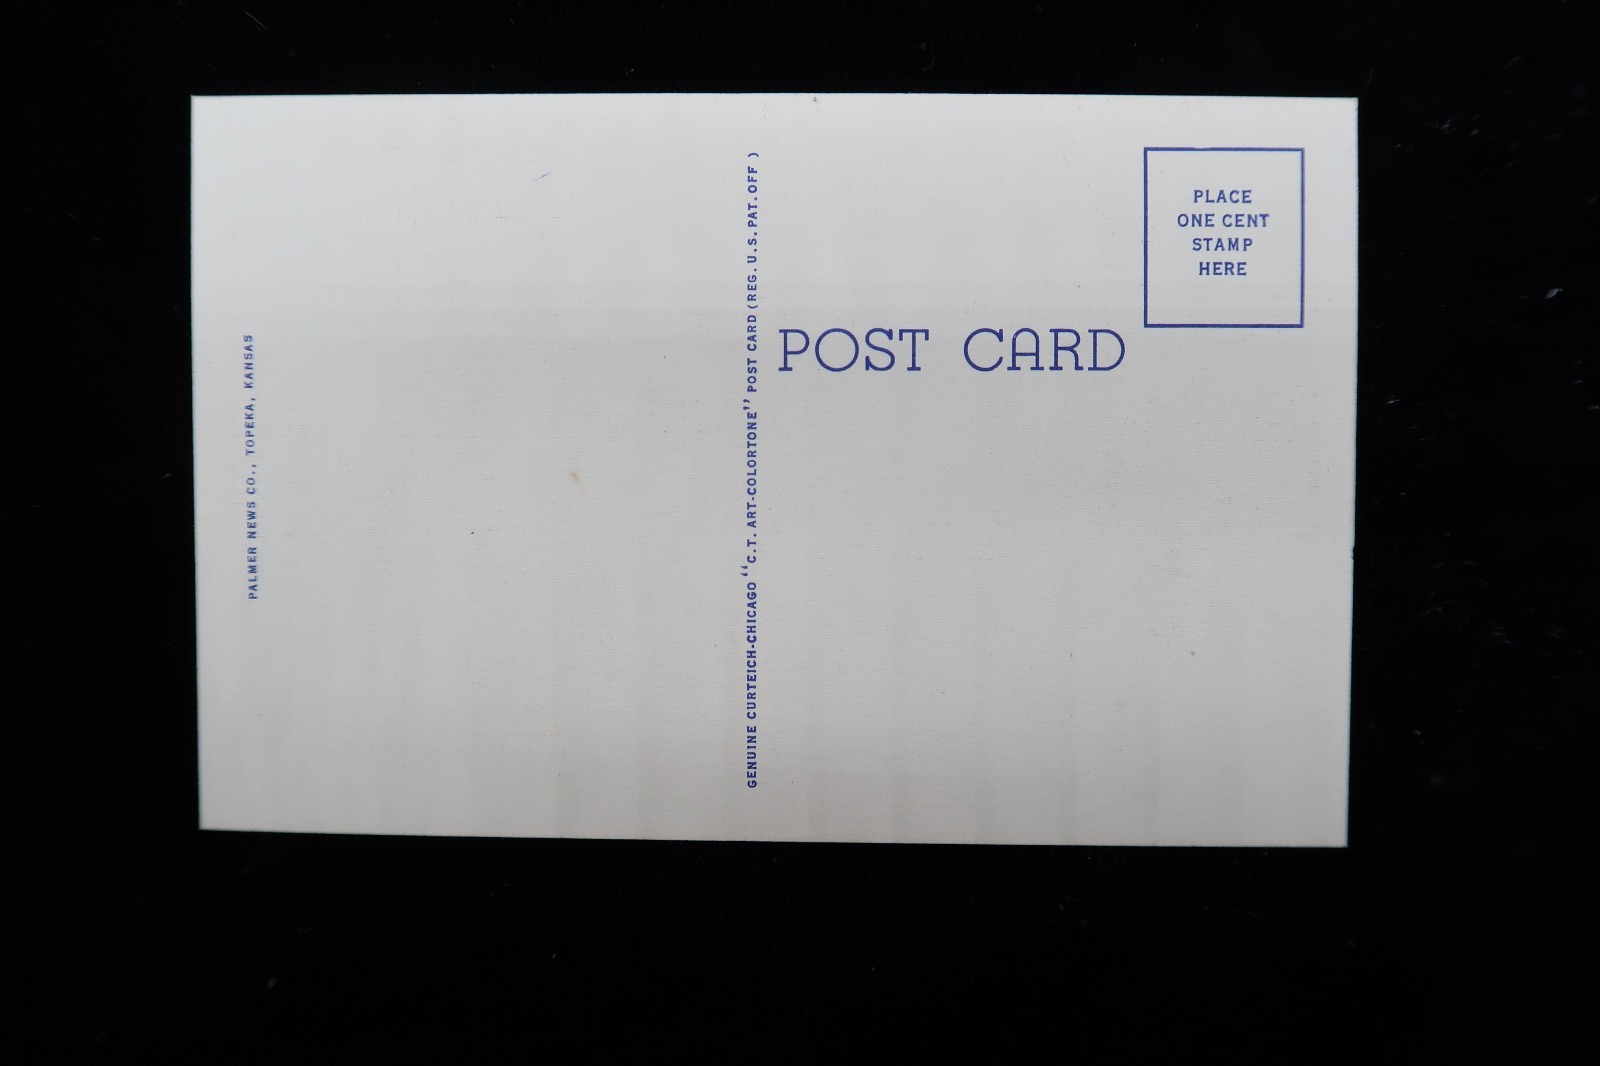 PALMER NEWS CO., TOPEKA, KANSAS
GENUINE CURTEICH-CHICAGO "C.T. ART-COLORTONE" POST CARD (REG. U.S. PAT. OFF )
POST CARD
PLACE
ONE CENT
STAMP
HERE